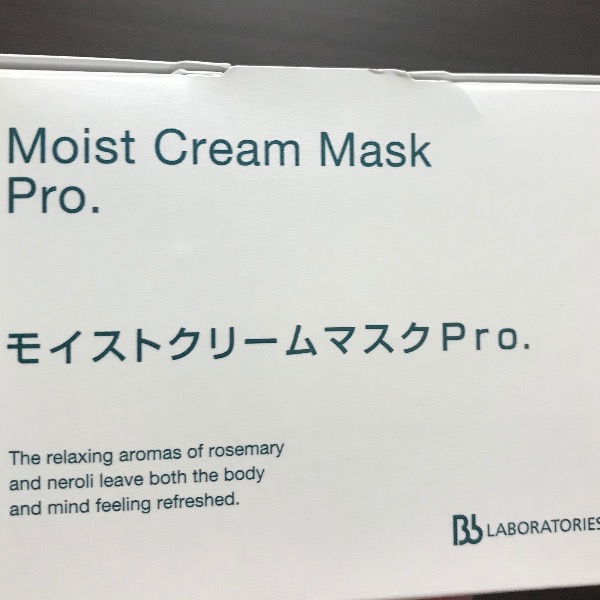 Moist Cream Mask
Pro.
モイストクリームマスクPro.
The relaxing aromas of rosemary
and neroli leave both the body
and mind feeling refreshed.
Bb LABORATORIES